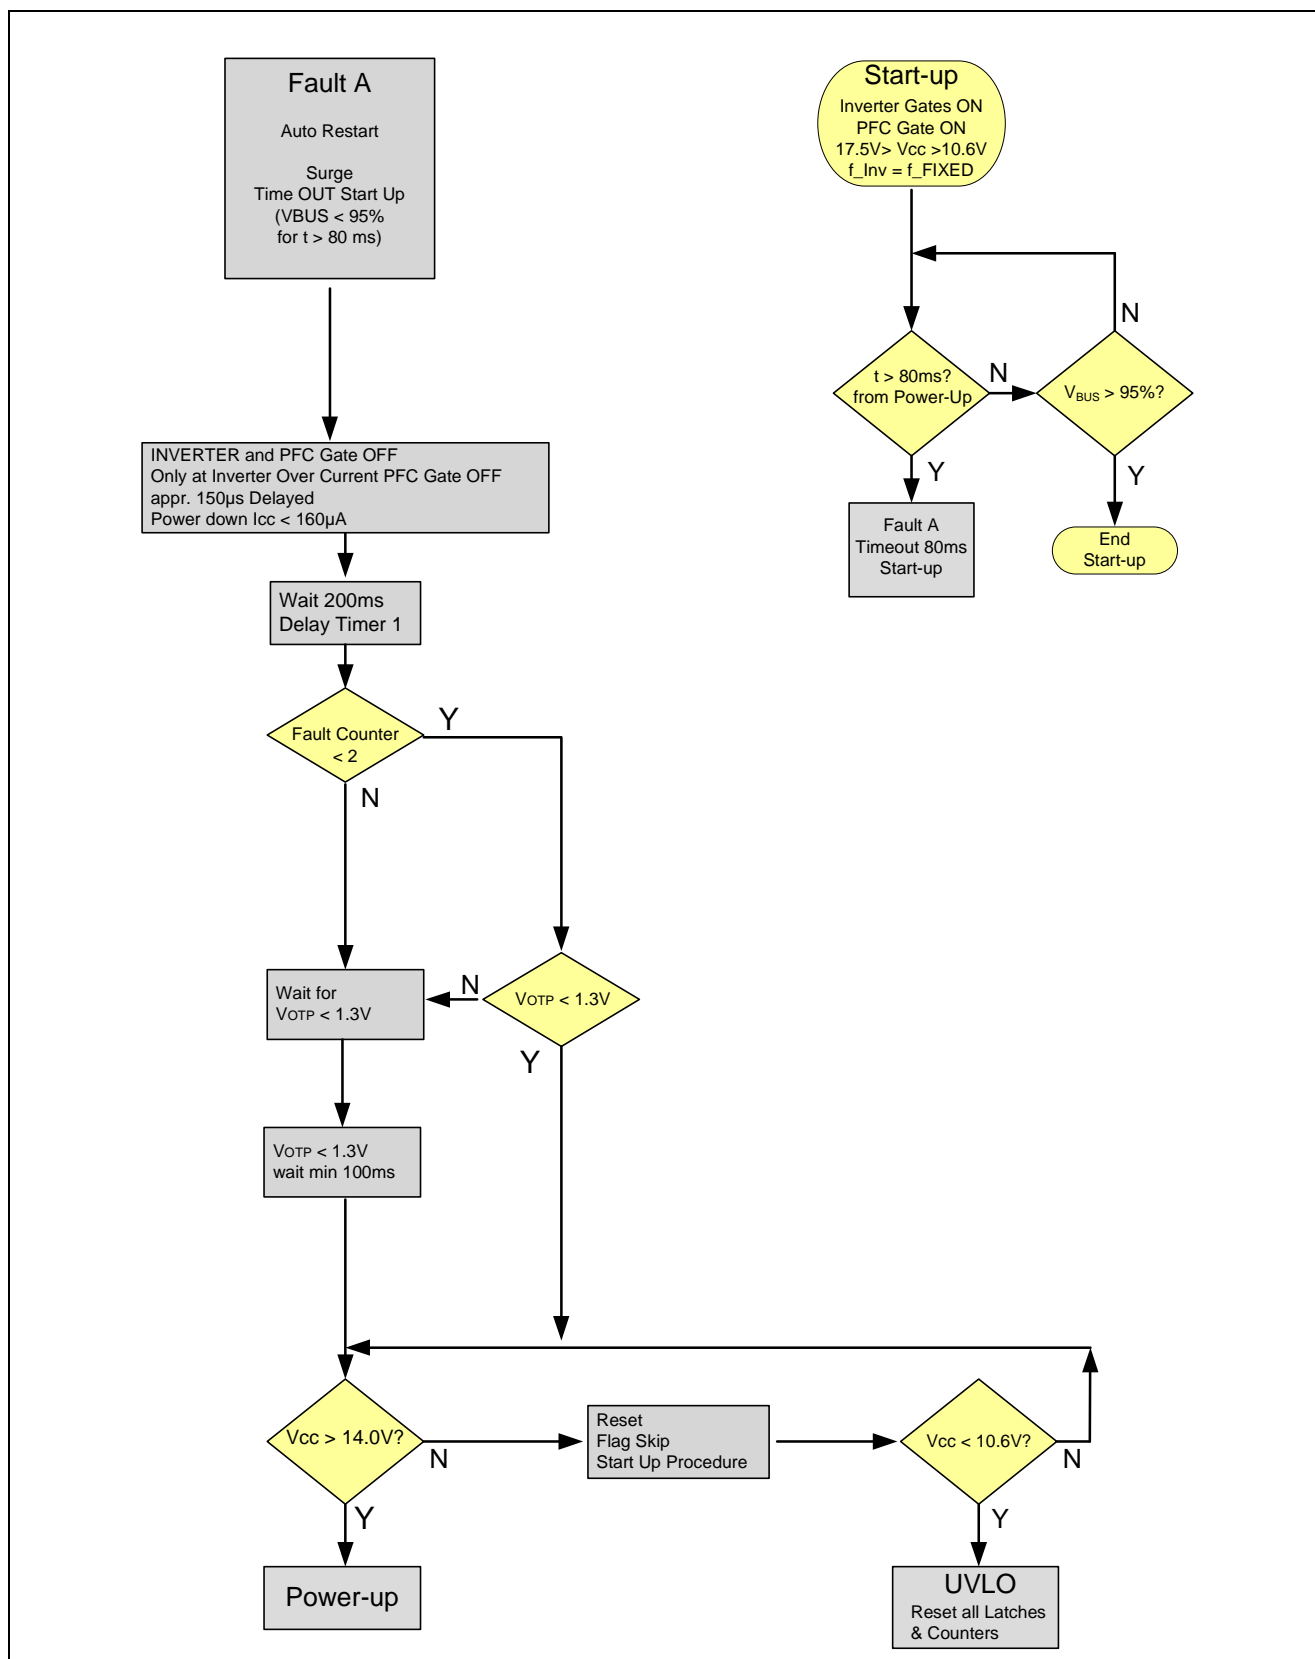 Fault A
Auto Restart
Surge
Time OUT Start Up
(VBUS < 95%
for t > 80 ms)
INVERTER and PFC Gate OFF
Only at Inverter Over Current PFC Gate OFF
appr. 150µs Delayed
Power down Icc < 160µA
Wait 200ms
Delay Timer 1
Fault Counter
< 2
Y
N
Wait for
VOTP < 1.3V
N
VOTP < 1.3V
Y
VOTP < 1.3V
wait min 100ms
Vcc > 14.0V?
N
Y
Reset
Flag Skip
Start Up Procedure
Vcc < 10.6V?
N
Y
Power-up
UVLO
Reset all Latches
& Counters
Start-up
Inverter Gates ON
PFC Gate ON
17.5V> Vcc >10.6V
f_Inv = f_FIXED
t > 80ms?
from Power-Up
N
Y
VBUS > 95%?
N
Y
Fault A
Timeout 80ms
Start-up
End
Start-up